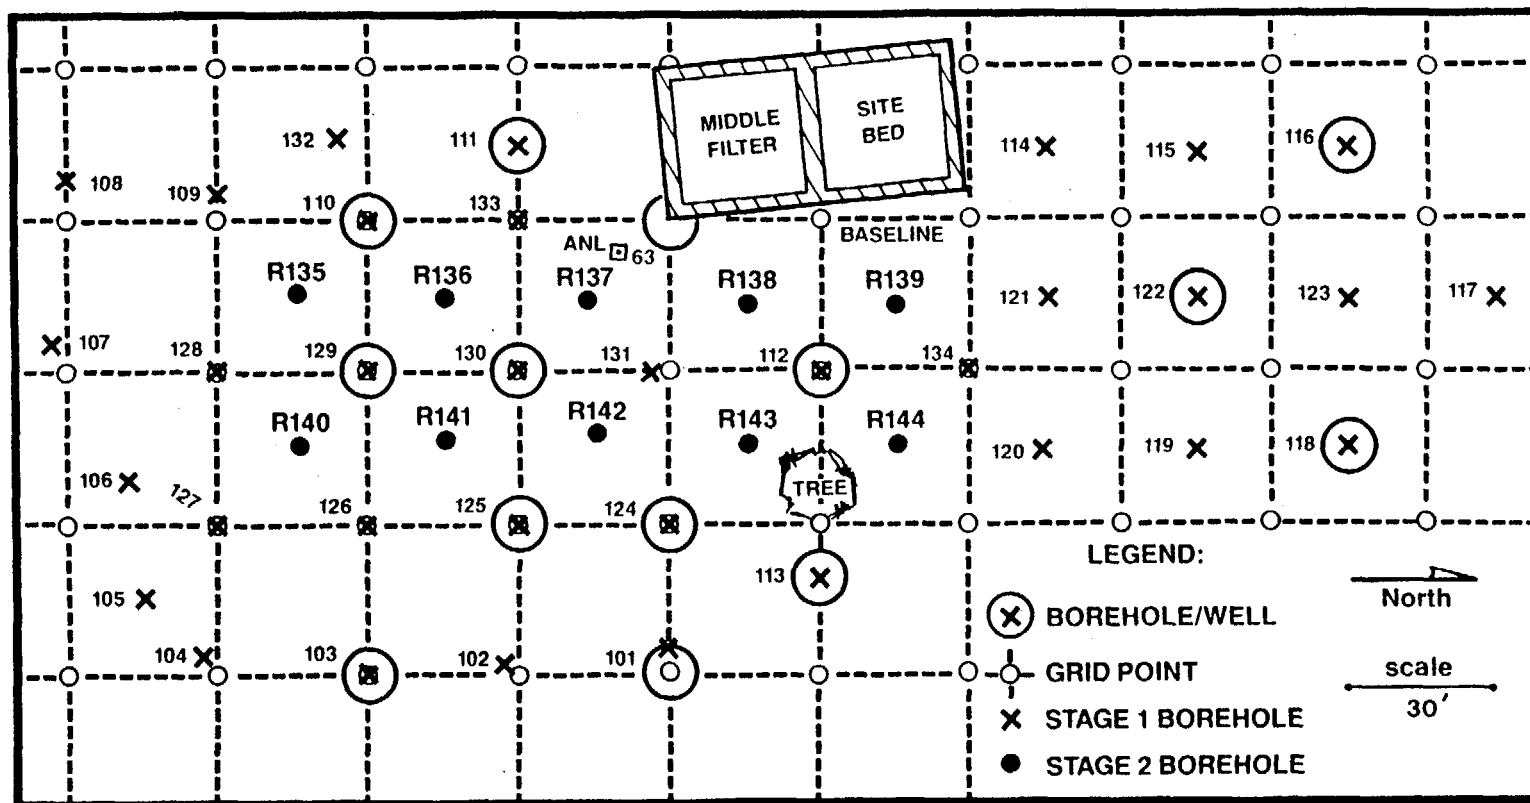 MIDDLE
FILTER
SITE
BED
132
111
114
115
116
108
109
110
133
ANL 63
BASELINE
R135
R136
R137
R138
R139
121
122
123
117
107
128
129
130
131
112
134
R140
R141
R142
R143
R144
120
119
118
106
127
126
125
124
TREE
113
105
104
103
102
101
LEGEND:
BOREHOLE/WELL
GRID POINT
STAGE 1 BOREHOLE
STAGE 2 BOREHOLE
North
scale
30'